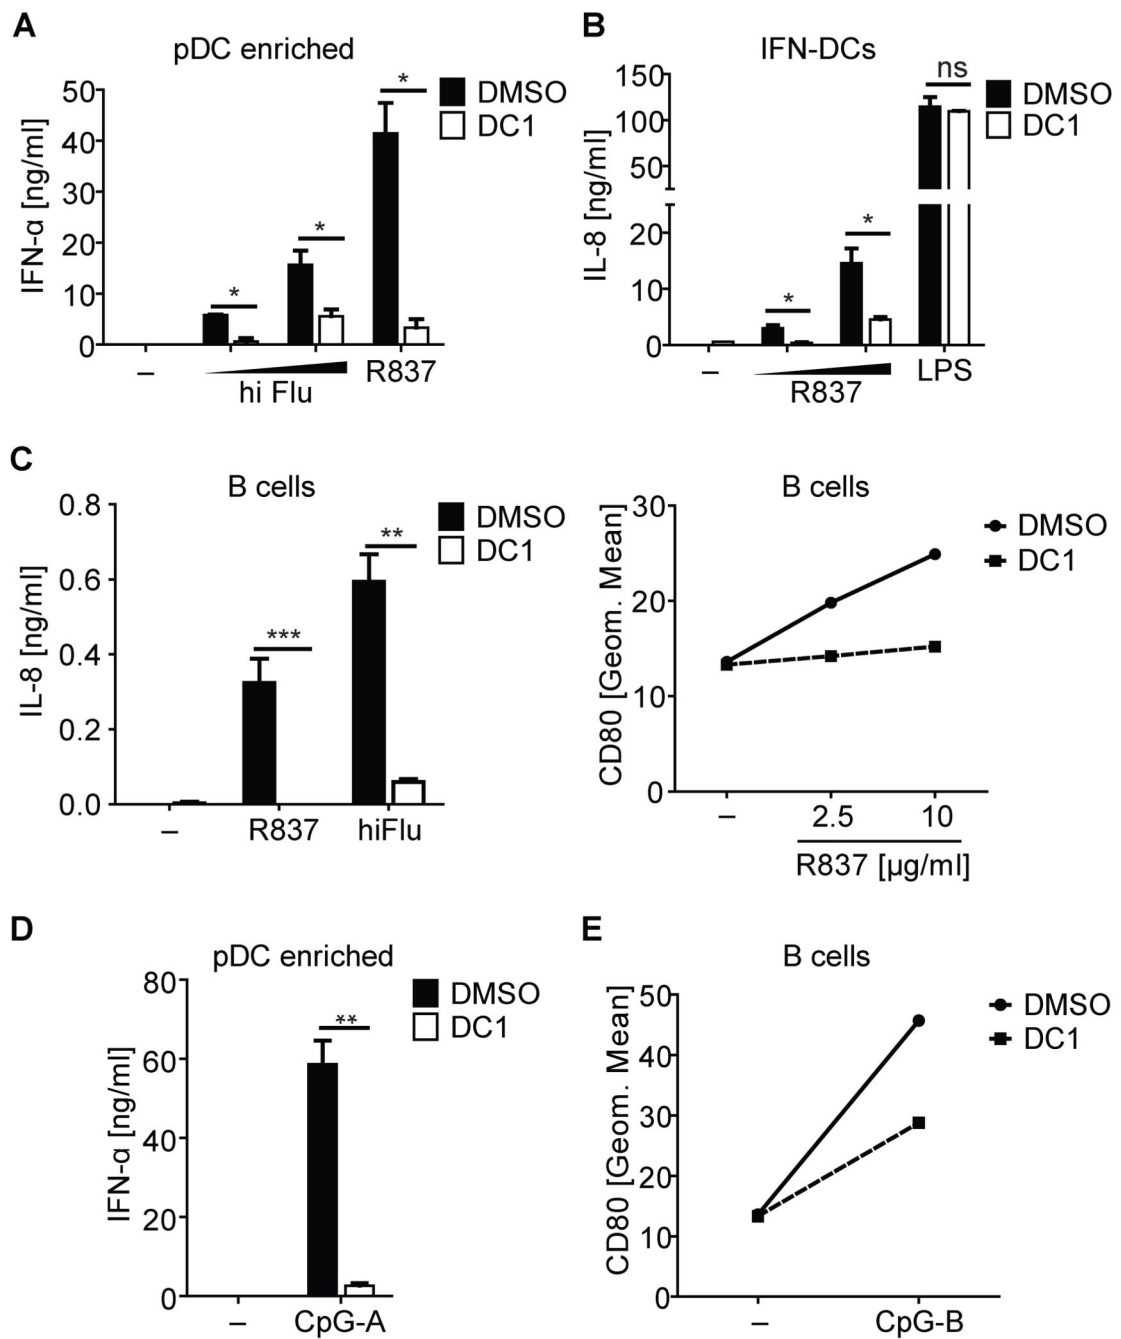 A
pDC enriched
IFN-α [ng/ml]
50
40
30
20
10
0
*
*
*
DMSO
DC1
–
hi Flu
R837
B
IFN-DCs
IL-8 [ng/ml]
150
100
50
20
10
0
*
*
ns
DMSO
DC1
–
R837
LPS
C
B cells
IL-8 [ng/ml]
0.8
0.6
0.4
0.2
0.0
***
**
DMSO
DC1
–
R837
hiFlu
B cells
CD80 [Geom. Mean]
30
20
10
0
DMSO
DC1
–
2.5
10
R837 [µg/ml]
D
pDC enriched
IFN-α [ng/ml]
80
60
40
20
0
**
DMSO
DC1
–
CpG-A
E
B cells
CD80 [Geom. Mean]
50
40
30
20
10
0
DMSO
DC1
–
CpG-B